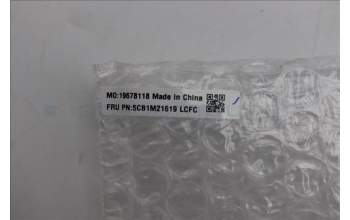 MO:19678118 Made in China
FRU PN:5C81M21619 LCFC